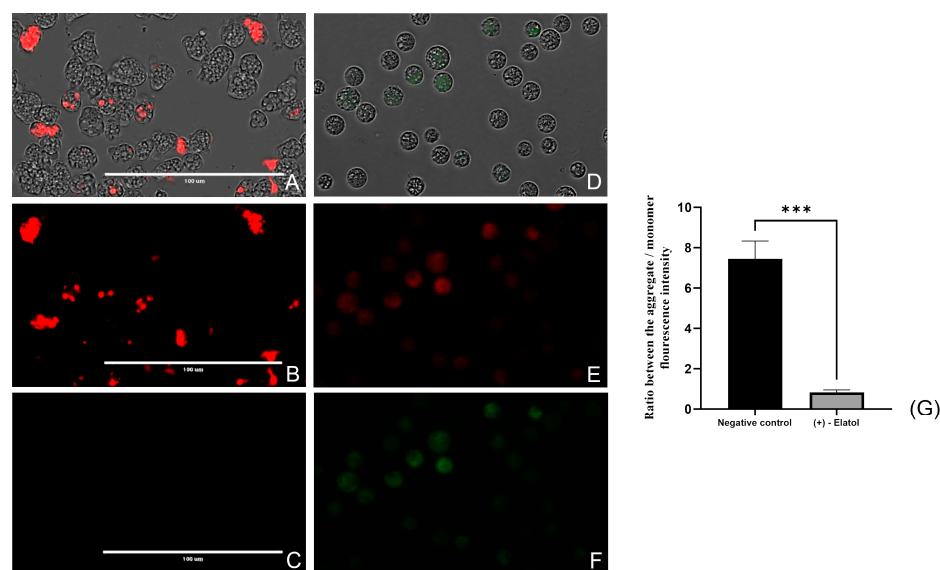 A
100 um
D
B
100 um
E
C
100 um
F
Ratio between the aggregate / monomer
flourescence intensity
10
8
6
4
2
0
***
Negative control
(+) - Elatol
(G)